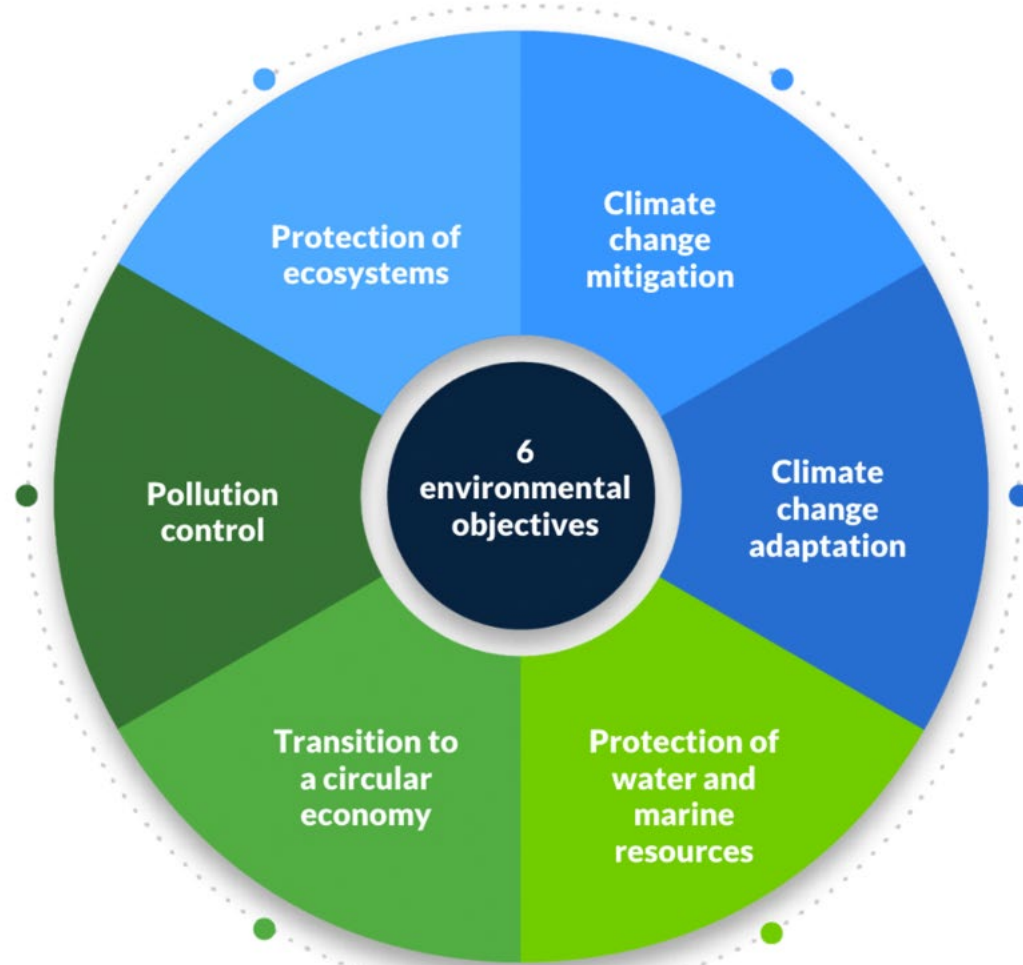 Protection of
ecosystems
Climate
change
mitigation
Pollution
control
6
environmental
objectives
Climate
change
adaptation
Transition to
a circular
economy
Protection of
water and
marine
resources